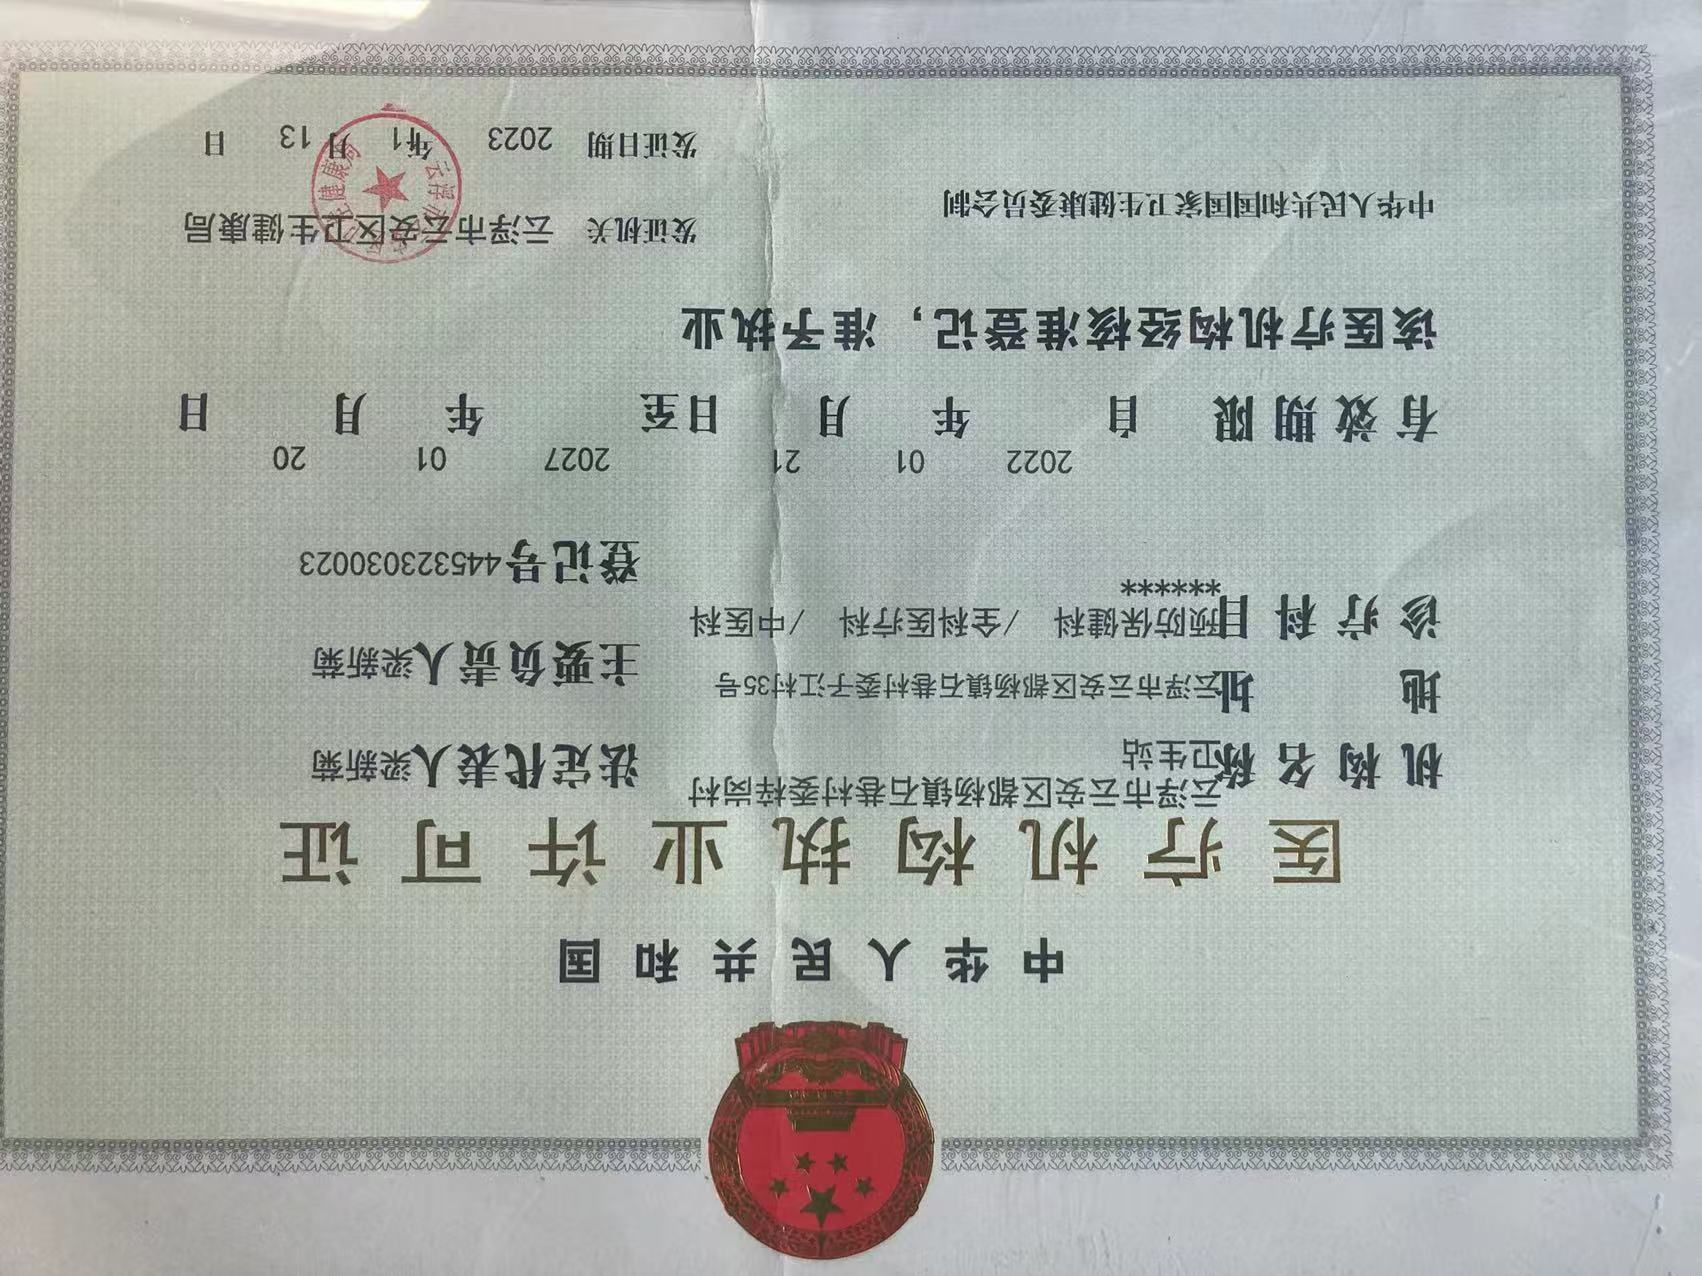 中华人民共和国
医疗机构执业许可证
机构名称 云浮市云安区都杨镇石巷村委梓岗村
卫生站
法定代表人 梁新菊
地址 云浮市云安区都杨镇石巷村委子江村35号
主要负责人 梁新菊
诊疗科目 预防保健科 /全科医疗科 /中医科
******
登记号 445323030023
有效期限 自 2022 年 01 月 21 日至 2027 年 01 月 20 日
该医疗机构经核准登记，准予执业
中华人民共和国国家卫生健康委员会制
发证机关 云浮市云安区卫生健康局
发证日期 2023 年 1 月 13 日